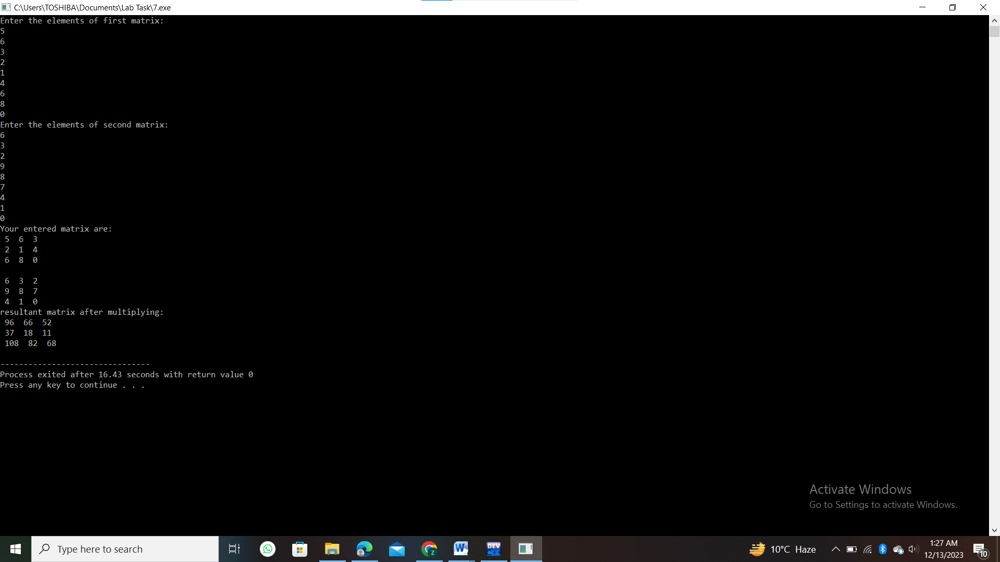 C:\Users\TOSHIBA\Documents\Lab Task\7.exe
Enter the elements of first matrix:
5
6
3
2
1
4
6
8
0
Enter the elements of second matrix:
6
3
2
9
8
7
4
1
0
Your entered matrix are:
5 6 3
2 1 4
6 8 0
6 3 2
9 8 7
4 1 0
resultant matrix after multiplying:
96 66 52
37 18 11
108 82 68
--------------------------------
Process exited after 16.43 seconds with return value 0
Press any key to continue . . .
Activate Windows
Go to Settings to activate Windows.
Type here to search
Z
W
DEV
C++
10°C Haze
1:27 AM
12/13/2023
10